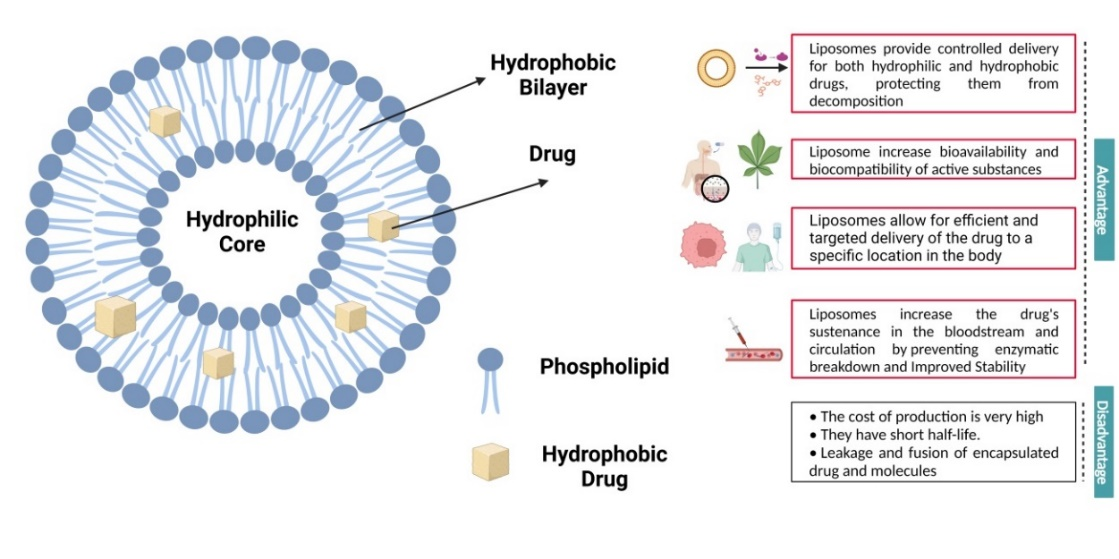 Hydrophobic
Bilayer
Drug
Hydrophilic
Core
Phospholipid
Hydrophobic
Drug
Liposomes provide controlled delivery
for both hydrophilic and hydrophobic
drugs, protecting them from
decomposition
Liposome increase bioavailability and
biocompatibility of active substances
Liposomes allow for efficient and
targeted delivery of the drug to a
specific location in the body
Liposomes increase the drug's
sustenance in the bloodstream and
circulation by preventing enzymatic
breakdown and Improved Stability
Advantage
• The cost of production is very high
• They have short half-life.
• Leakage and fusion of encapsulated
drug and molecules
Disadvantage